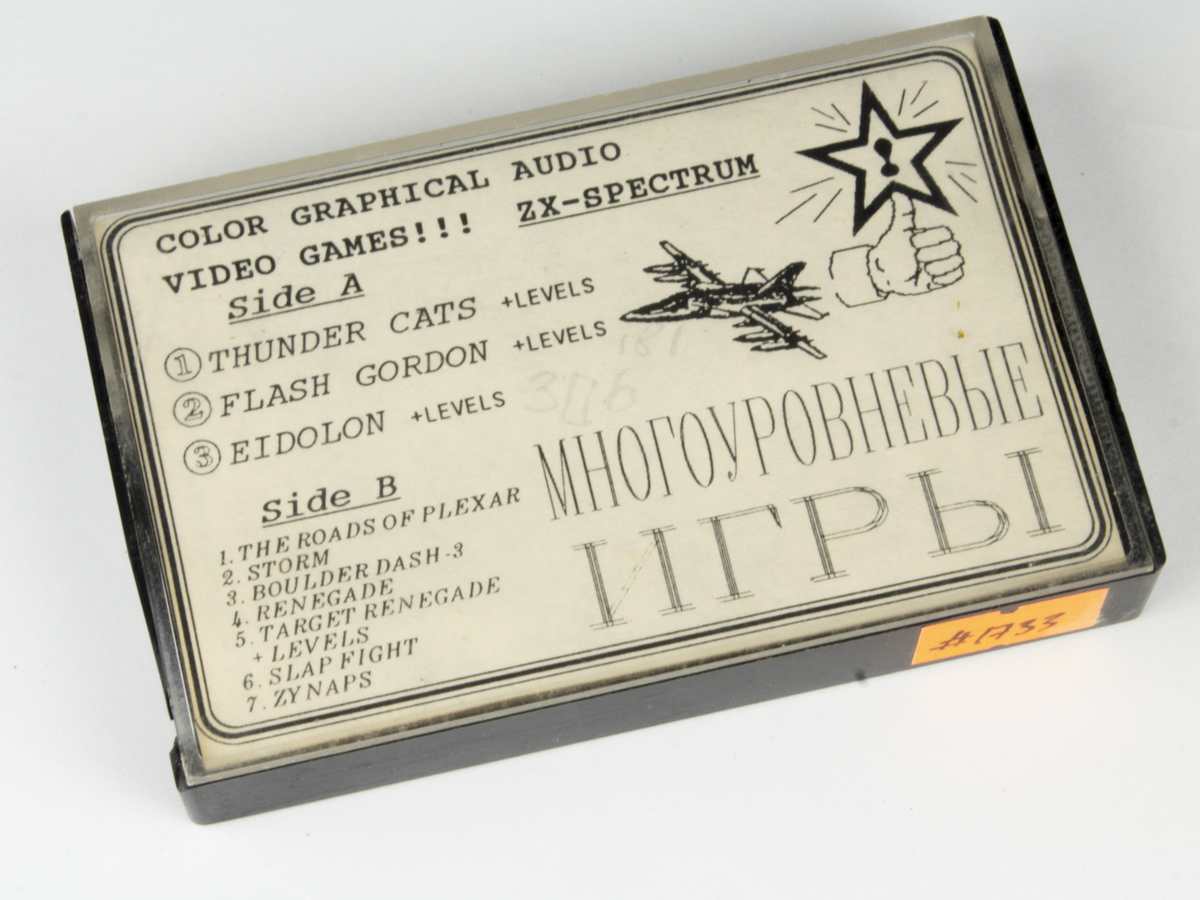 COLOR GRAPHICAL AUDIO
VIDEO GAMES!!! ZX-SPECTRUM
Side A
① THUNDER CATS +LEVELS
② FLASH GORDON +LEVELS
③ EIDOLON +LEVELS
Side B
1. THE ROADS OF PLEXAR
2. STORM
3. BOULDER DASH-3
4. RENEGADE
5. TARGET RENEGADE
+ LEVELS
6. SLAP FIGHT
7. ZYNAPS
МНОГОУРОВНЕВЫЕ
ИГРЫ
#1733